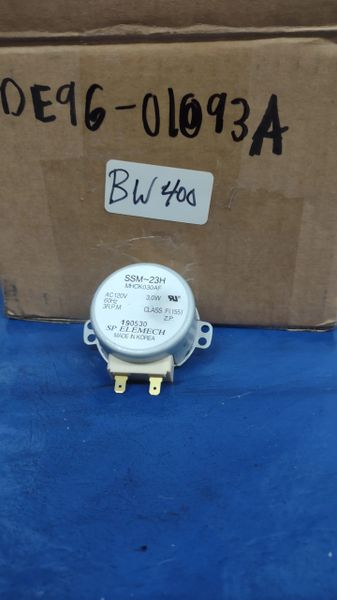 DE96-01093A
BW400
SSM-23H
MHCK030AF
AC120V 3.0W
60Hz
3R.P.M CLASS F(155)
Z.P.
190530
SP ELEMECH
MADE IN KOREA